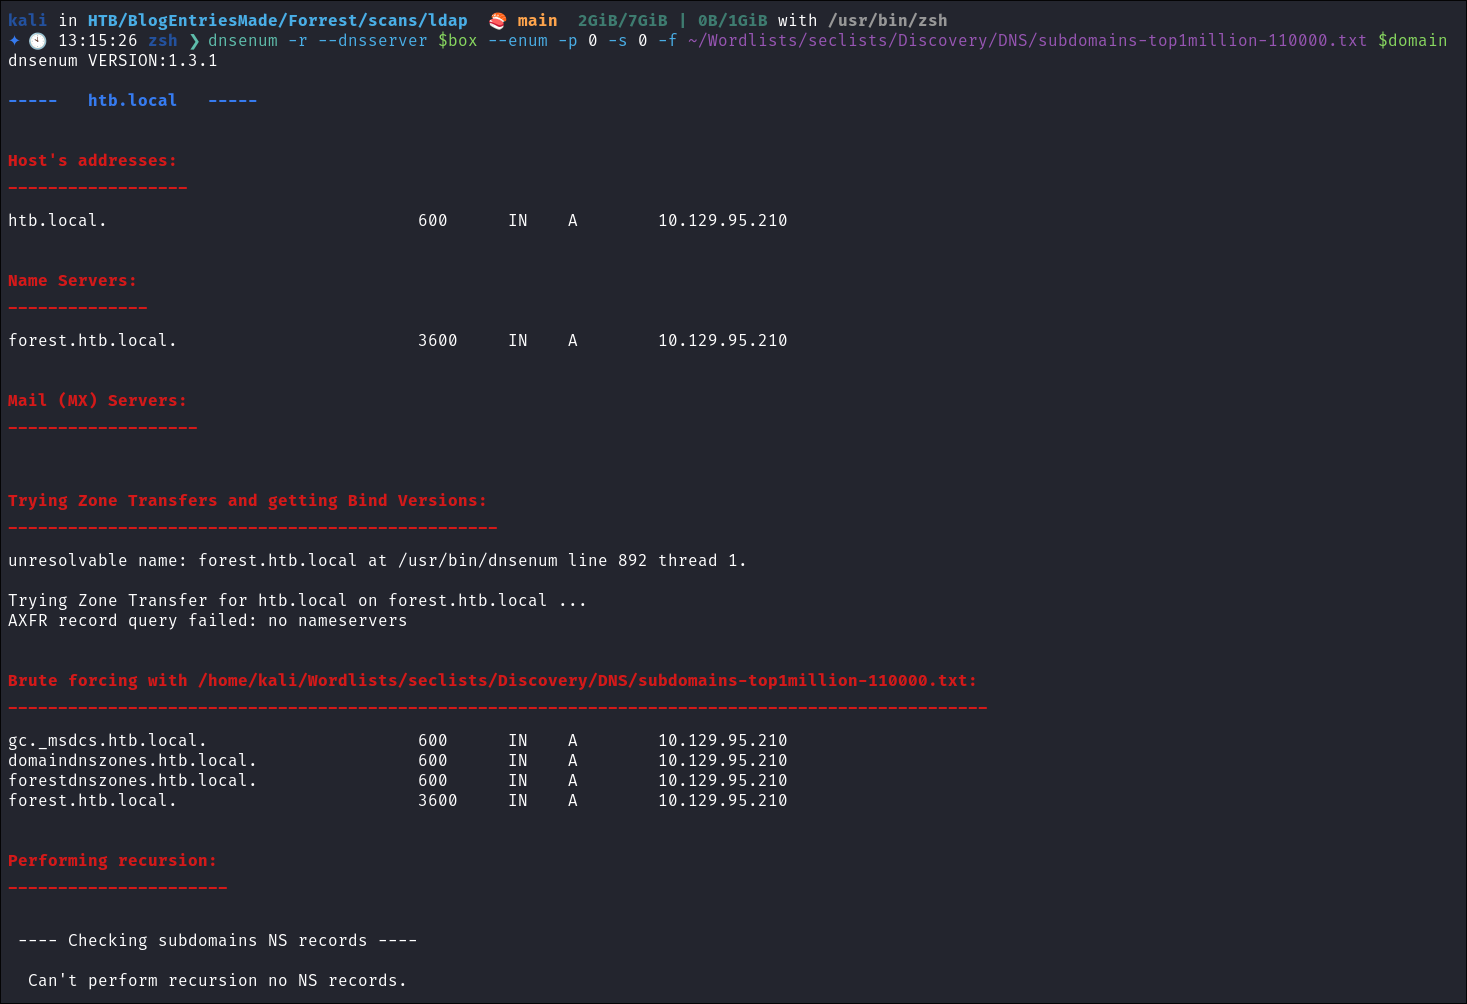 kali in HTB/BlogEntriesMade/Forrest/scans/ldap 🍣 main 2GiB/7GiB | 0B/1GiB with /usr/bin/zsh
✦ 🕙 13:15:26 zsh ❯ dnsenum -r --dnsserver $box --enum -p 0 -s 0 -f ~/Wordlists/seclists/Discovery/DNS/subdomains-top1million-110000.txt $domain
dnsenum VERSION:1.3.1
----- htb.local -----
Host's addresses:
__________________
htb.local. 600 IN A 10.129.95.210
Name Servers:
______________
forest.htb.local. 3600 IN A 10.129.95.210
Mail (MX) Servers:
___________________
Trying Zone Transfers and getting Bind Versions:
_________________________________________________
unresolvable name: forest.htb.local at /usr/bin/dnsenum line 892 thread 1.
Trying Zone Transfer for htb.local on forest.htb.local ...
AXFR record query failed: no nameservers
Brute forcing with /home/kali/Wordlists/seclists/Discovery/DNS/subdomains-top1million-110000.txt:
__________________________________________________________________________________________________
gc._msdcs.htb.local. 600 IN A 10.129.95.210
domaindnszones.htb.local. 600 IN A 10.129.95.210
forestdnszones.htb.local. 600 IN A 10.129.95.210
forest.htb.local. 3600 IN A 10.129.95.210
Performing recursion:
______________________
---- Checking subdomains NS records ----
Can't perform recursion no NS records.